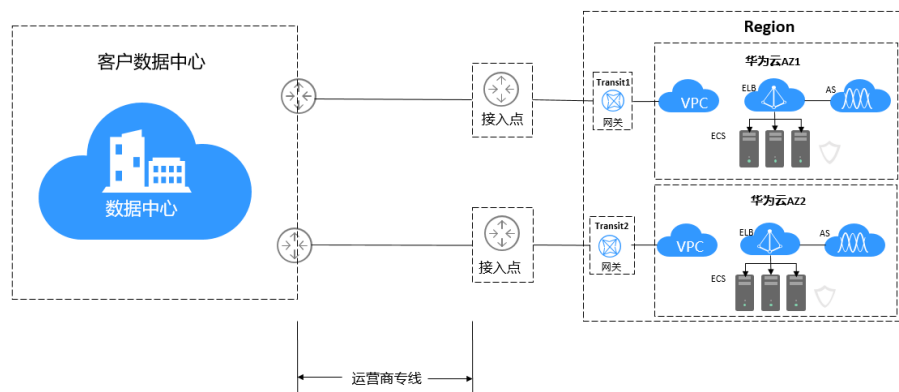 Region
客户数据中心
数据中心
接入点
Transit1
网关
华为云AZ1
VPC
ELB
AS
ECS
接入点
Transit2
网关
华为云AZ2
VPC
ELB
AS
ECS
运营商专线